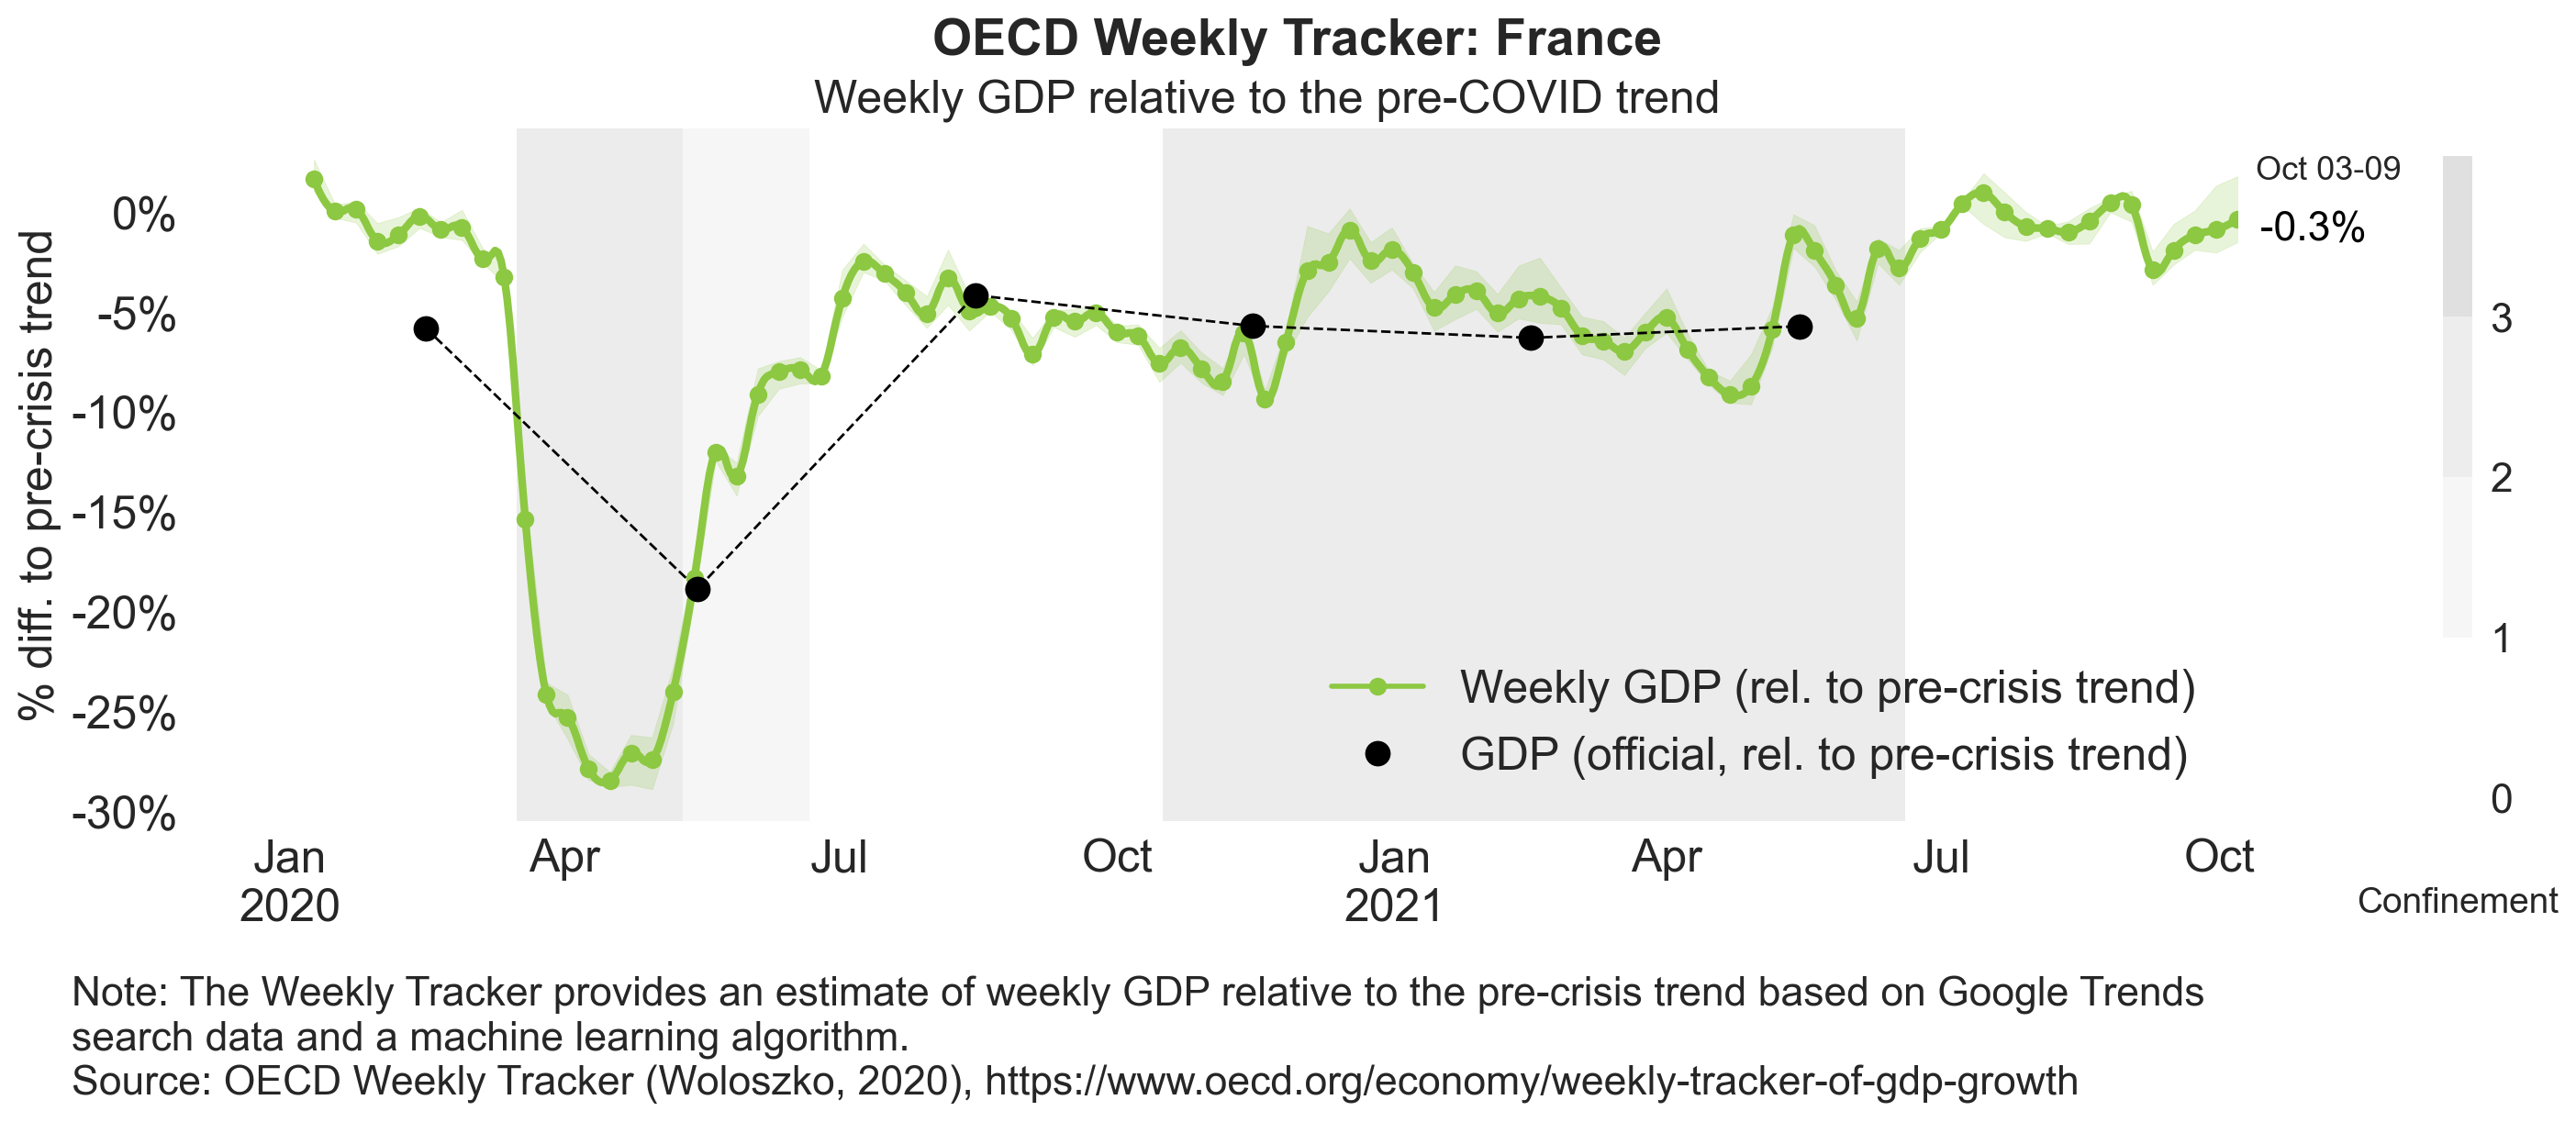 OECD Weekly Tracker: France
Weekly GDP relative to the pre-COVID trend
% diff. to pre-crisis trend
0%
-5%
-10%
-15%
-20%
-25%
-30%
Oct 03-09
-0.3%
3
2
1
0
Weekly GDP (rel. to pre-crisis trend)
GDP (official, rel. to pre-crisis trend)
Jan Apr Jul Oct Jan Apr Jul Oct
2020 2021
Confinement
Note: The Weekly Tracker provides an estimate of weekly GDP relative to the pre-crisis trend based on Google Trends
search data and a machine learning algorithm.
Source: OECD Weekly Tracker (Woloszko, 2020), https://www.oecd.org/economy/weekly-tracker-of-gdp-growth